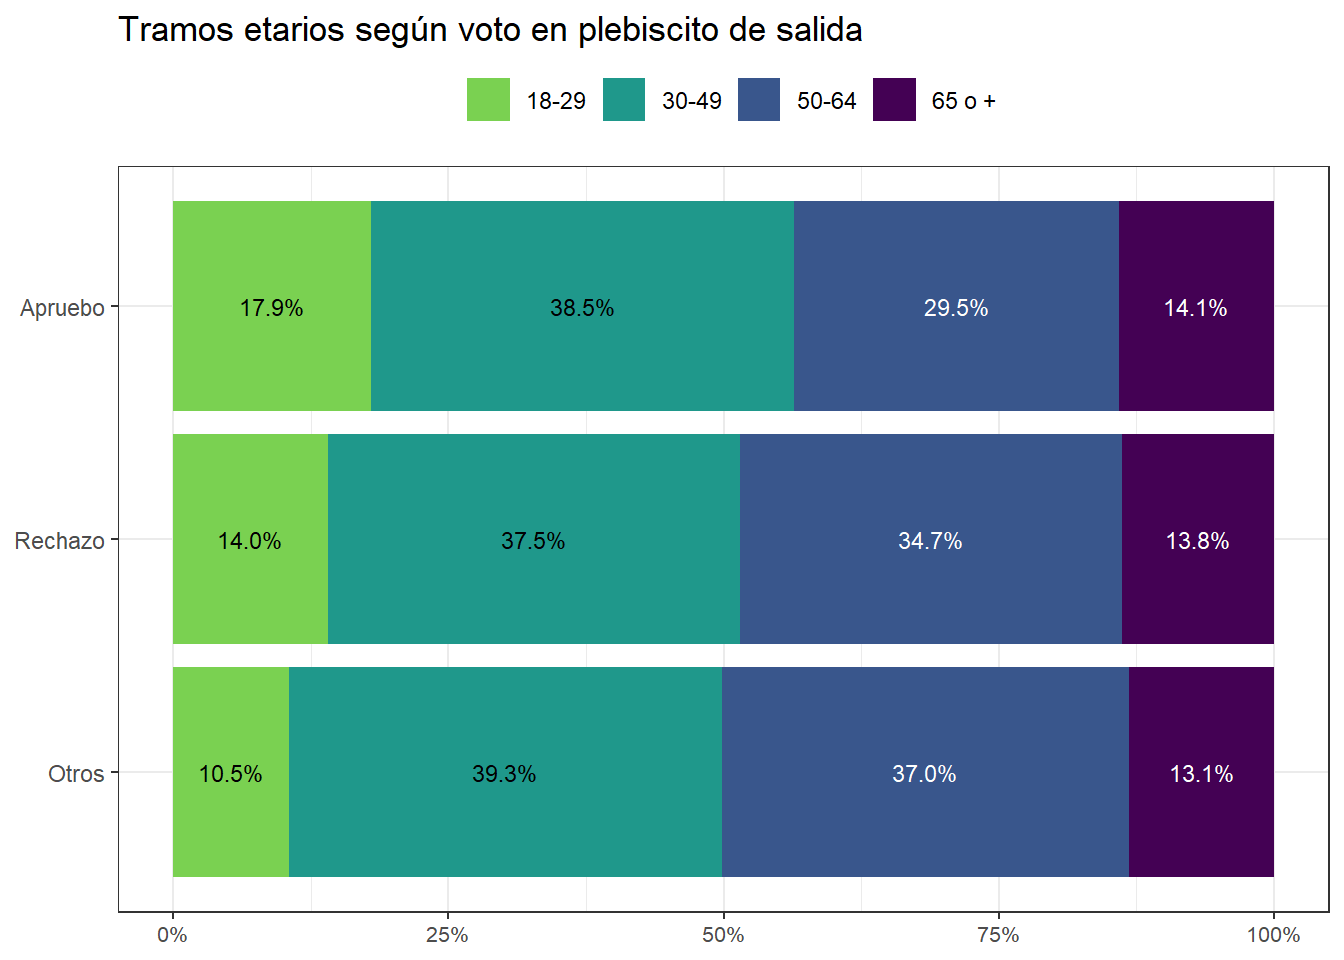 Tramos etarios según voto en plebiscito de salida
18-29 30-49 50-64 65 o +
Apruebo 17.9% 38.5% 29.5% 14.1%
Rechazo 14.0% 37.5% 34.7% 13.8%
Otros 10.5% 39.3% 37.0% 13.1%
0% 25% 50% 75% 100%